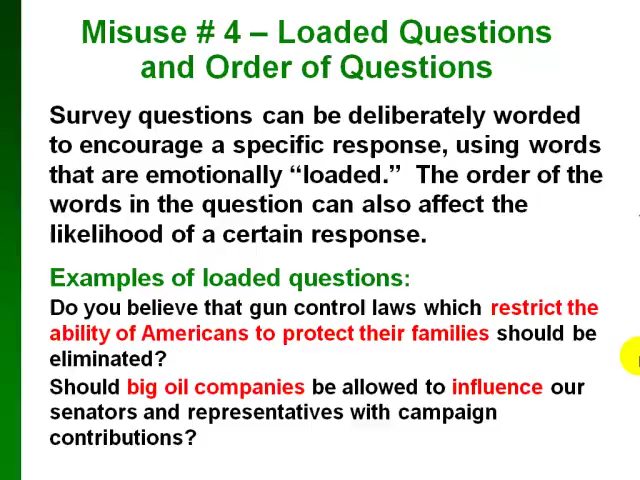 Misuse # 4 – Loaded Questions
and Order of Questions
Survey questions can be deliberately worded
to encourage a specific response, using words
that are emotionally “loaded.” The order of the
words in the question can also affect the
likelihood of a certain response.
Examples of loaded questions:
Do you believe that gun control laws which restrict the
ability of Americans to protect their families should be
eliminated?
Should big oil companies be allowed to influence our
senators and representatives with campaign
contributions?